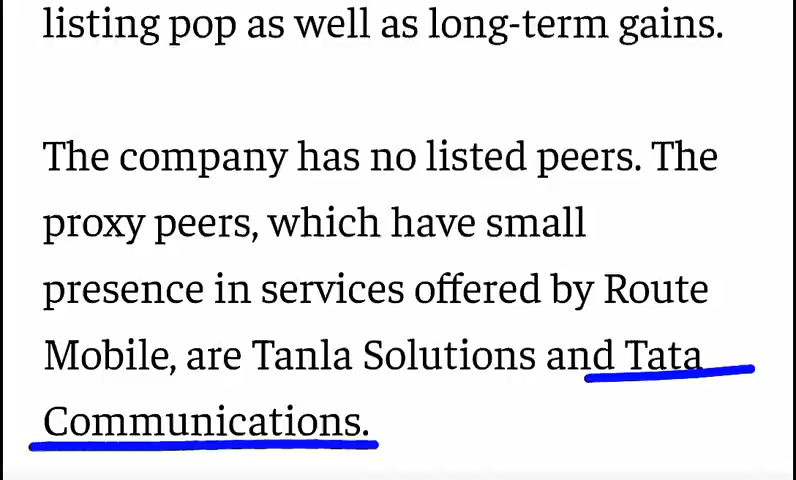 listing pop as well as long-term gains.
The company has no listed peers. The
proxy peers, which have small
presence in services offered by Route
Mobile, are Tanla Solutions and Tata
Communications.